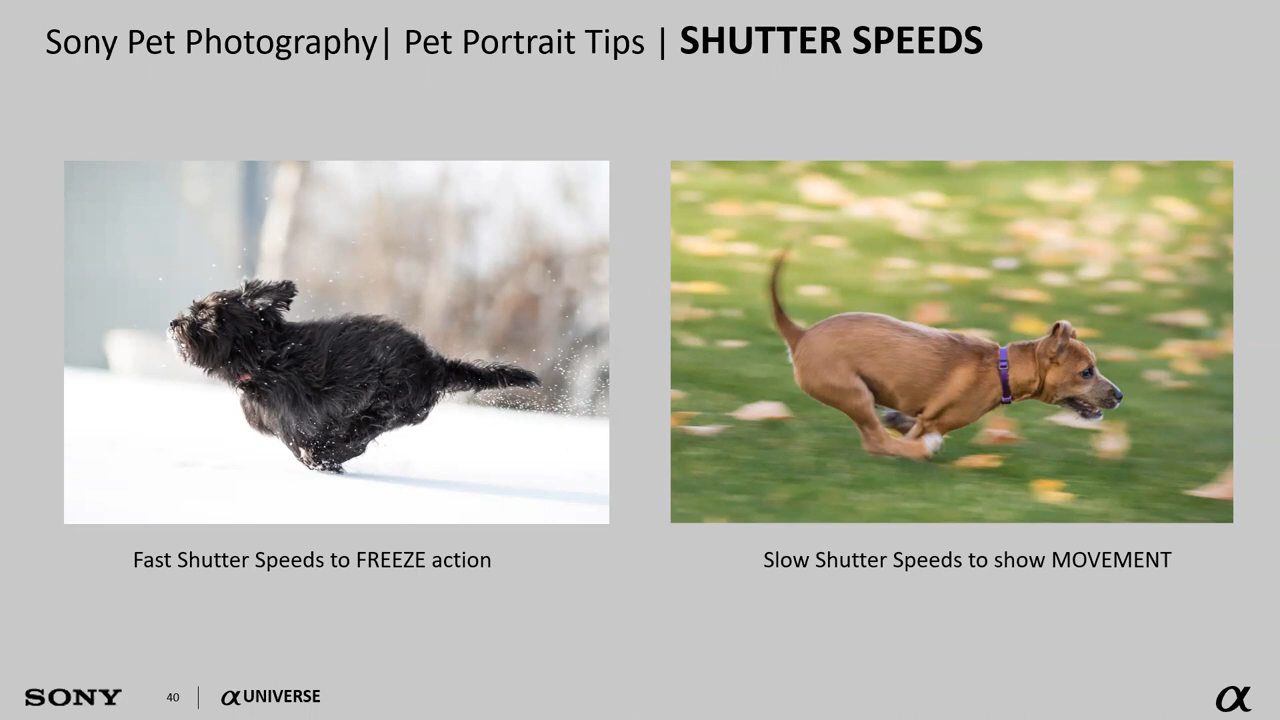 Sony Pet Photography| Pet Portrait Tips | SHUTTER SPEEDS
Fast Shutter Speeds to FREEZE action
Slow Shutter Speeds to show MOVEMENT
SONY 40 | α UNIVERSE
α